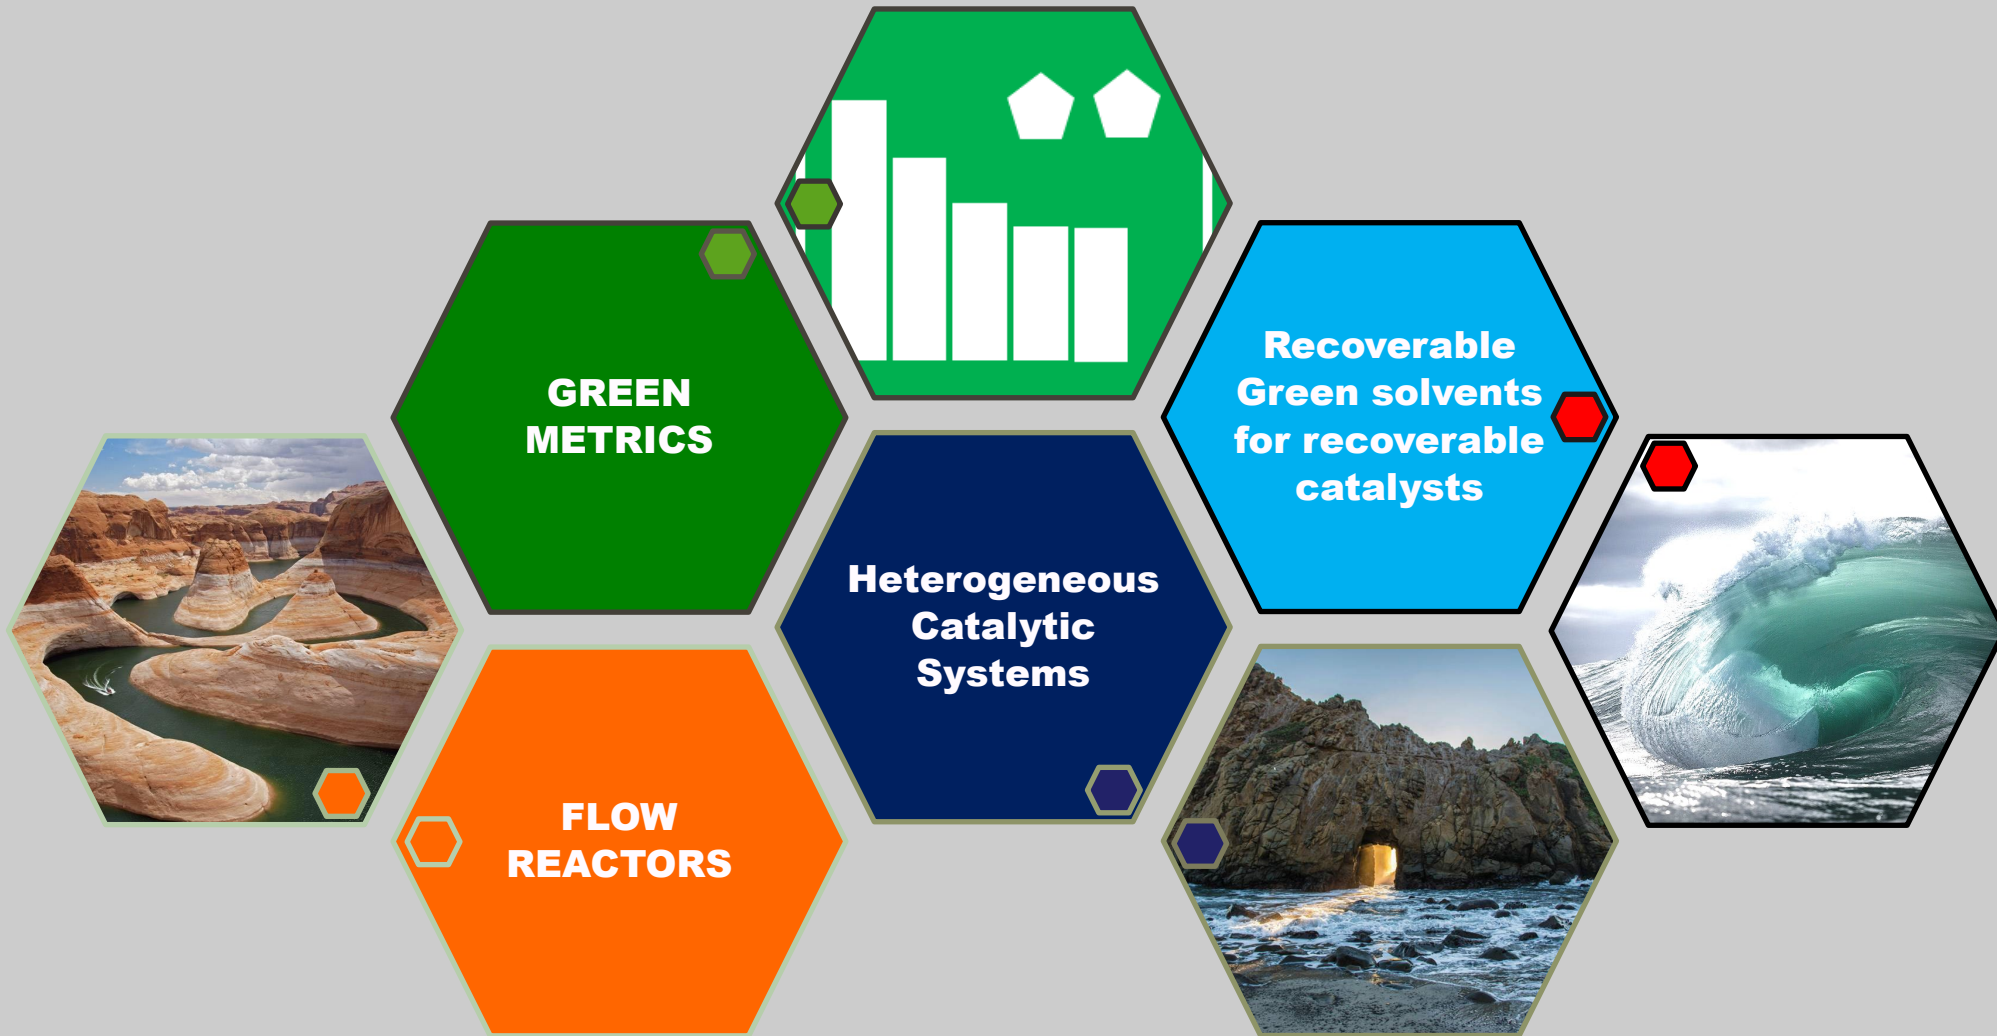 GREEN
METRICS
Recoverable
Green solvents
for recoverable
catalysts
Heterogeneous
Catalytic
Systems
FLOW
REACTORS